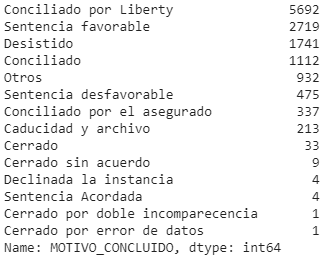 Conciliado por Liberty 5692
Sentencia favorable 2719
Desistido 1741
Conciliado 1112
Otros 932
Sentencia desfavorable 475
Conciliado por el asegurado 337
Caducidad y archivo 213
Cerrado 33
Cerrado sin acuerdo 9
Declinada la instancia 4
Sentencia Acordada 4
Cerrado por doble incomparecencia 1
Cerrado por error de datos 1
Name: MOTIVO_CONCLUIDO, dtype: int64